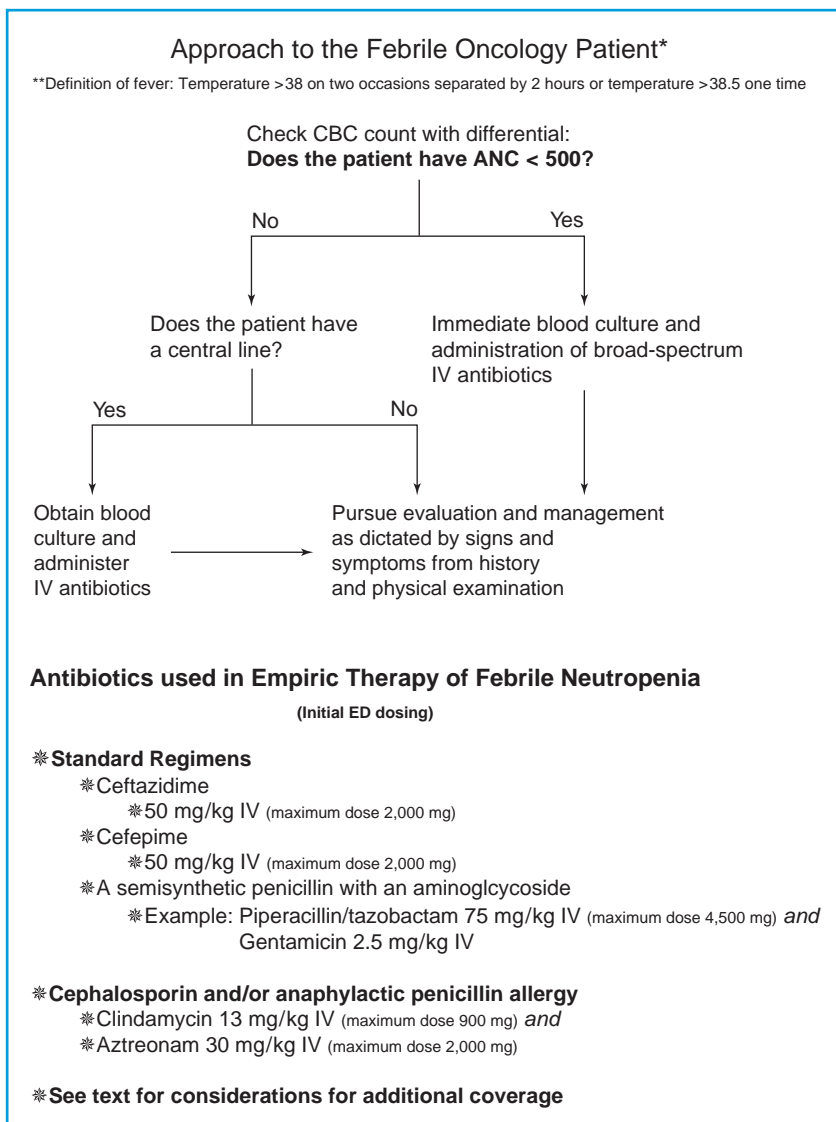 Approach to the Febrile Oncology Patient*
**Definition of fever: Temperature >38 on two occasions separated by 2 hours or temperature >38.5 one time
Check CBC count with differential:
Does the patient have ANC < 500?
No
Yes
Does the patient have
a central line?
Immediate blood culture and
administration of broad-spectrum
IV antibiotics
Yes
No
Obtain blood
culture and
administer
IV antibiotics
Pursue evaluation and management
as dictated by signs and
symptoms from history
and physical examination
Antibiotics used in Empiric Therapy of Febrile Neutropenia
(Initial ED dosing)
✵Standard Regimens
✵Ceftazidime
✵50 mg/kg IV (maximum dose 2,000 mg)
✵Cefepime
✵50 mg/kg IV (maximum dose 2,000 mg)
✵A semisynthetic penicillin with an aminoglcycoside
✵Example: Piperacillin/tazobactam 75 mg/kg IV (maximum dose 4,500 mg) and
Gentamicin 2.5 mg/kg IV
✵Cephalosporin and/or anaphylactic penicillin allergy
✵Clindamycin 13 mg/kg IV (maximum dose 900 mg) and
✵Aztreonam 30 mg/kg IV (maximum dose 2,000 mg)
✵See text for considerations for additional coverage